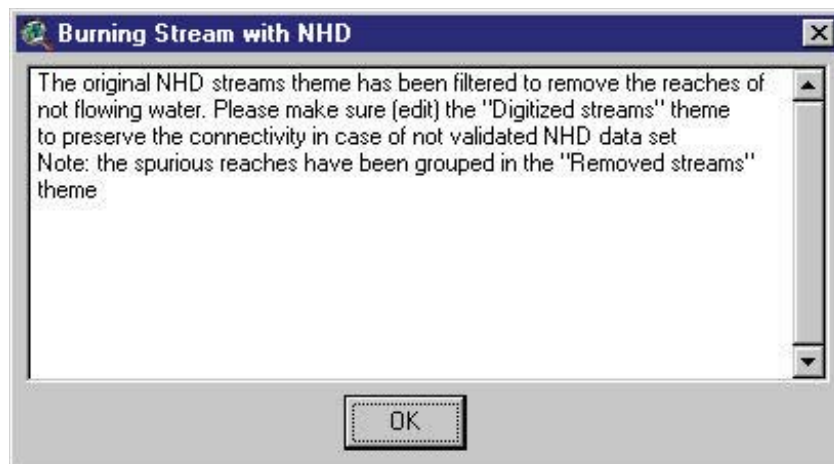 Burning Stream with NHD
The original NHD streams theme has been filtered to remove the reaches of
not flowing water. Please make sure (edit) the "Digitized streams" theme
to preserve the connectivity in case of not validated NHD data set
Note: the spurious reaches have been grouped in the "Removed streams"
theme
OK